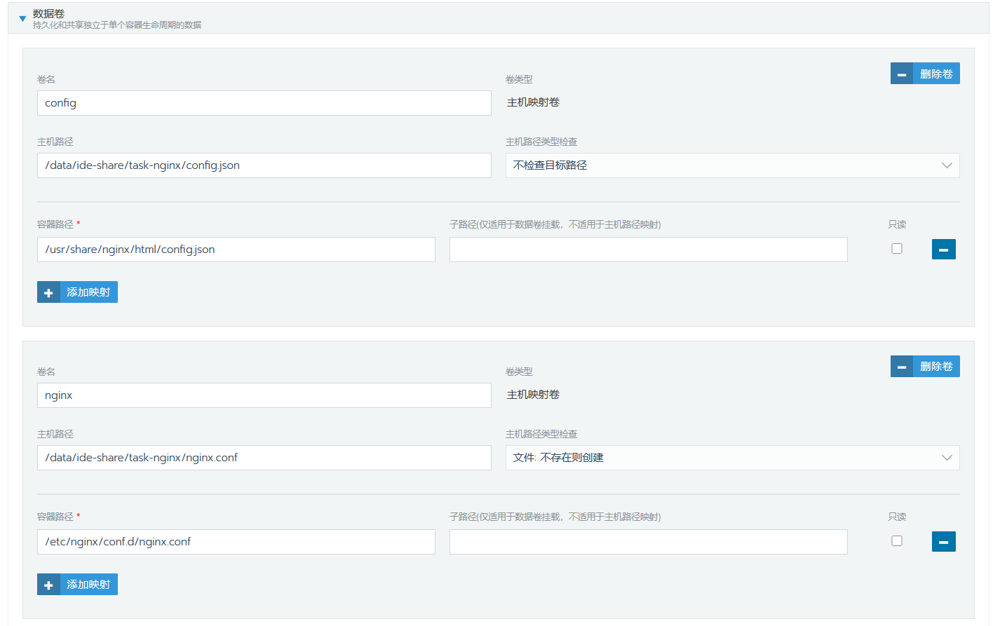 数据卷
持久化和共享独立于单个容器生命周期的数据
删除卷
卷名
卷类型
config
主机映射卷
主机路径
主机路径类型检查
/data/ide-share/task-nginx/config.json
不检查目标路径
容器路径 *
子路径(仅适用于数据卷挂载，不适用于主机路径映射)
只读
/usr/share/nginx/html/config.json
添加映射
删除卷
卷名
卷类型
nginx
主机映射卷
主机路径
主机路径类型检查
/data/ide-share/task-nginx/nginx.conf
文件: 不存在则创建
容器路径 *
子路径(仅适用于数据卷挂载，不适用于主机路径映射)
只读
/etc/nginx/conf.d/nginx.conf
添加映射